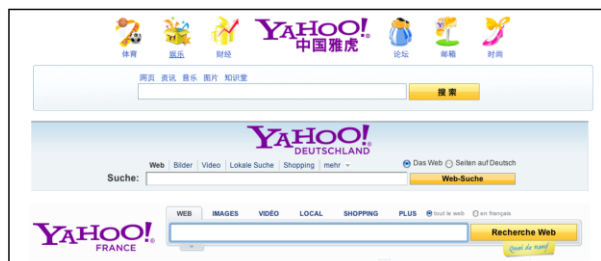 YAHOO!
中国雅虎
体育 娱乐 财经 论坛 邮箱 时尚
网页 资讯 音乐 图片 知识堂
搜索
YAHOO!
DEUTSCHLAND
Web Bilder Video Lokale Suche Shopping mehr Das Web Seiten auf Deutsch
Suche: Web-Suche
WEB IMAGES VIDÉO LOCAL SHOPPING PLUS tout le web en français
YAHOO!
FRANCE
Recherche Web
Quoi de neuf